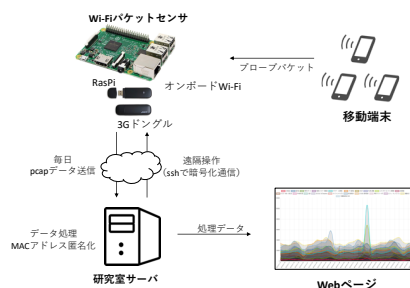 Wi-Fiパケットセンサ
RasPi
オンボードWi-Fi
3Gドングル
プローブパケット
移動端末
毎日
pcapデータ送信
遠隔操作
(sshで暗号化通信)
データ処理
MACアドレス匿名化
処理データ
研究室サーバ
Webページ